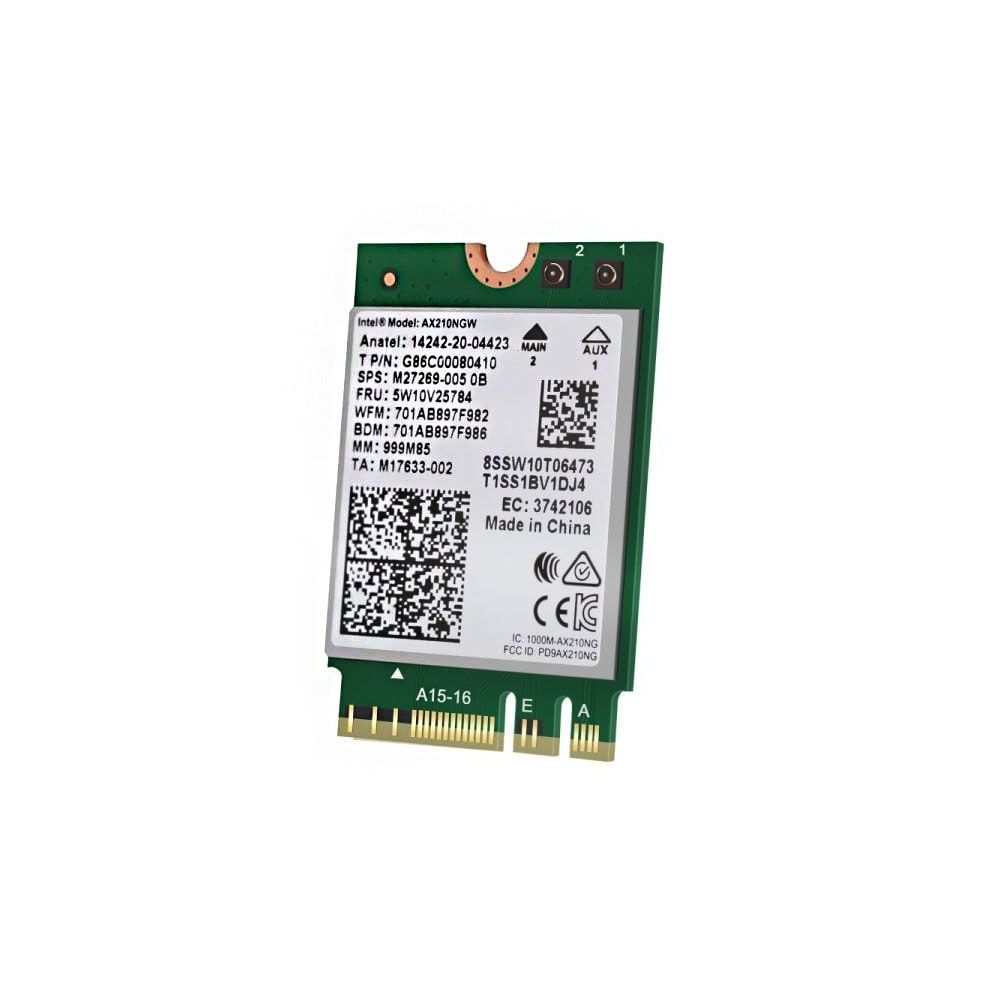 2 1
Intel® Model: AX210NGW
Anatel: 14242-20-04423
T P/N: G86C00080410
SPS: M27269-005 0B
FRU: 5W10V25784
WFM: 701AB897F982
BDM: 701AB897F986
MM: 999M85
TA: M17633-002
MAIN
2
AUX
1
8SSW10T06473
T1SS1BV1DJ4
EC: 3742106
Made in China
CE
IC: 1000M-AX210NG
FCC ID: PD9AX210NG
A15-16
E
A